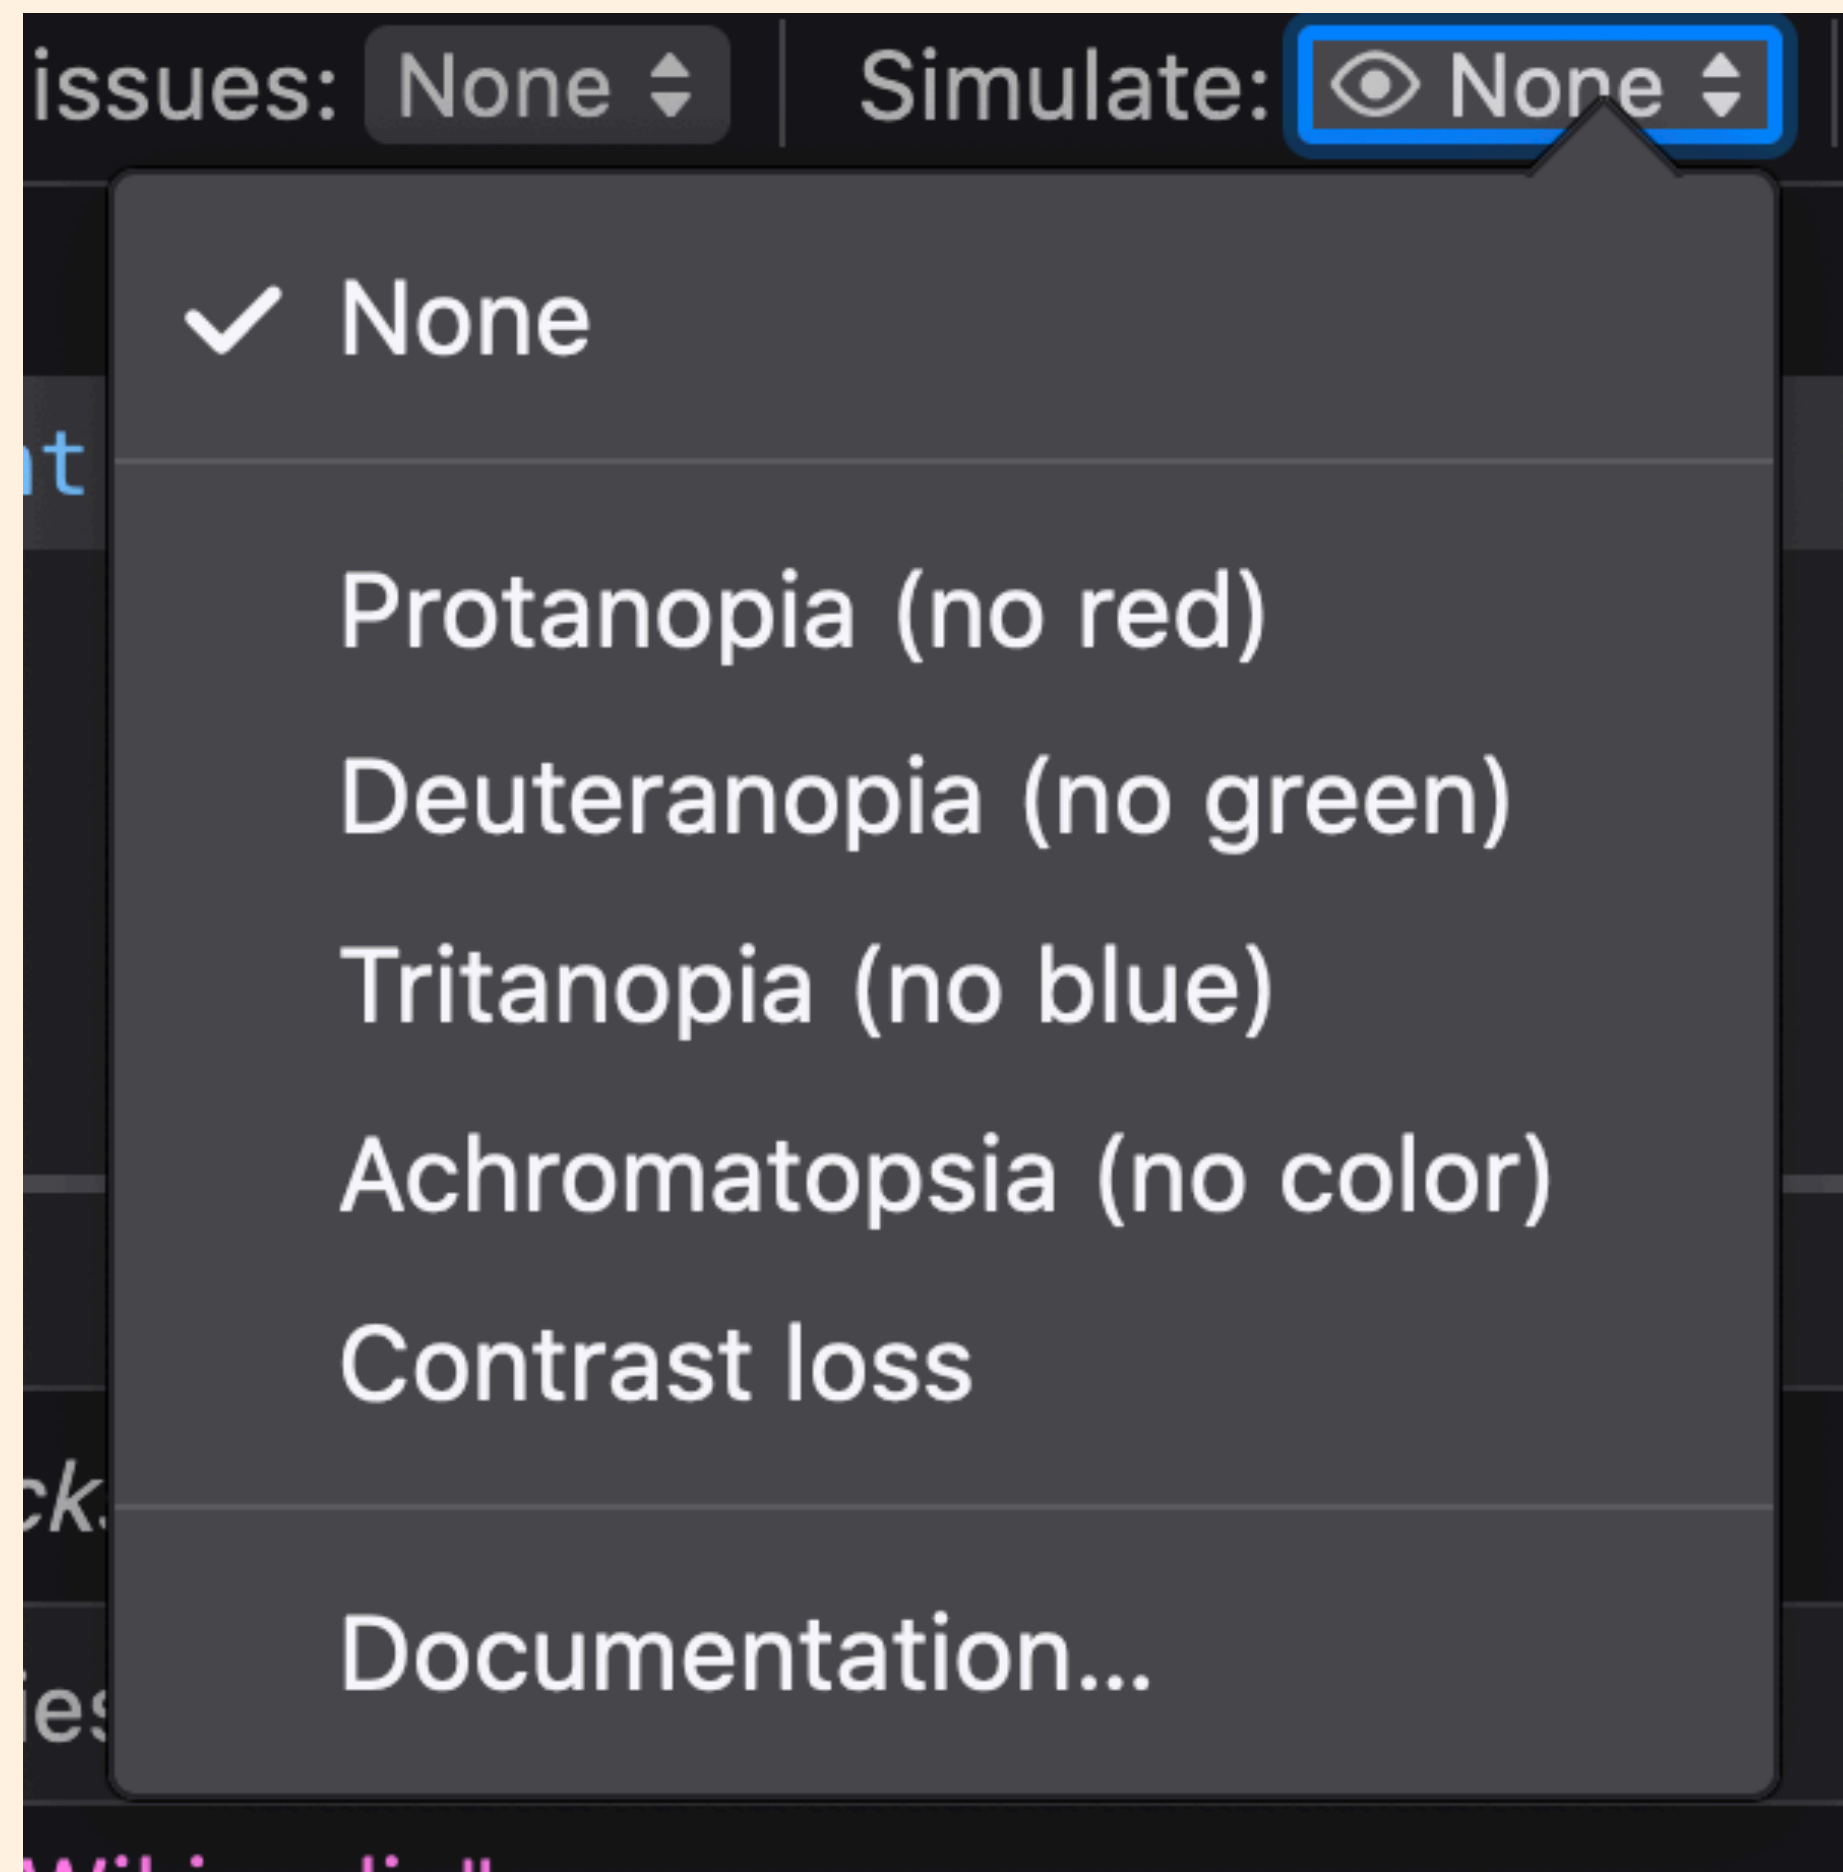 issues: None Simulate: None
None
Protanopia (no red)
Deuteranopia (no green)
Tritanopia (no blue)
Achromatopsia (no color)
Contrast loss
Documentation...